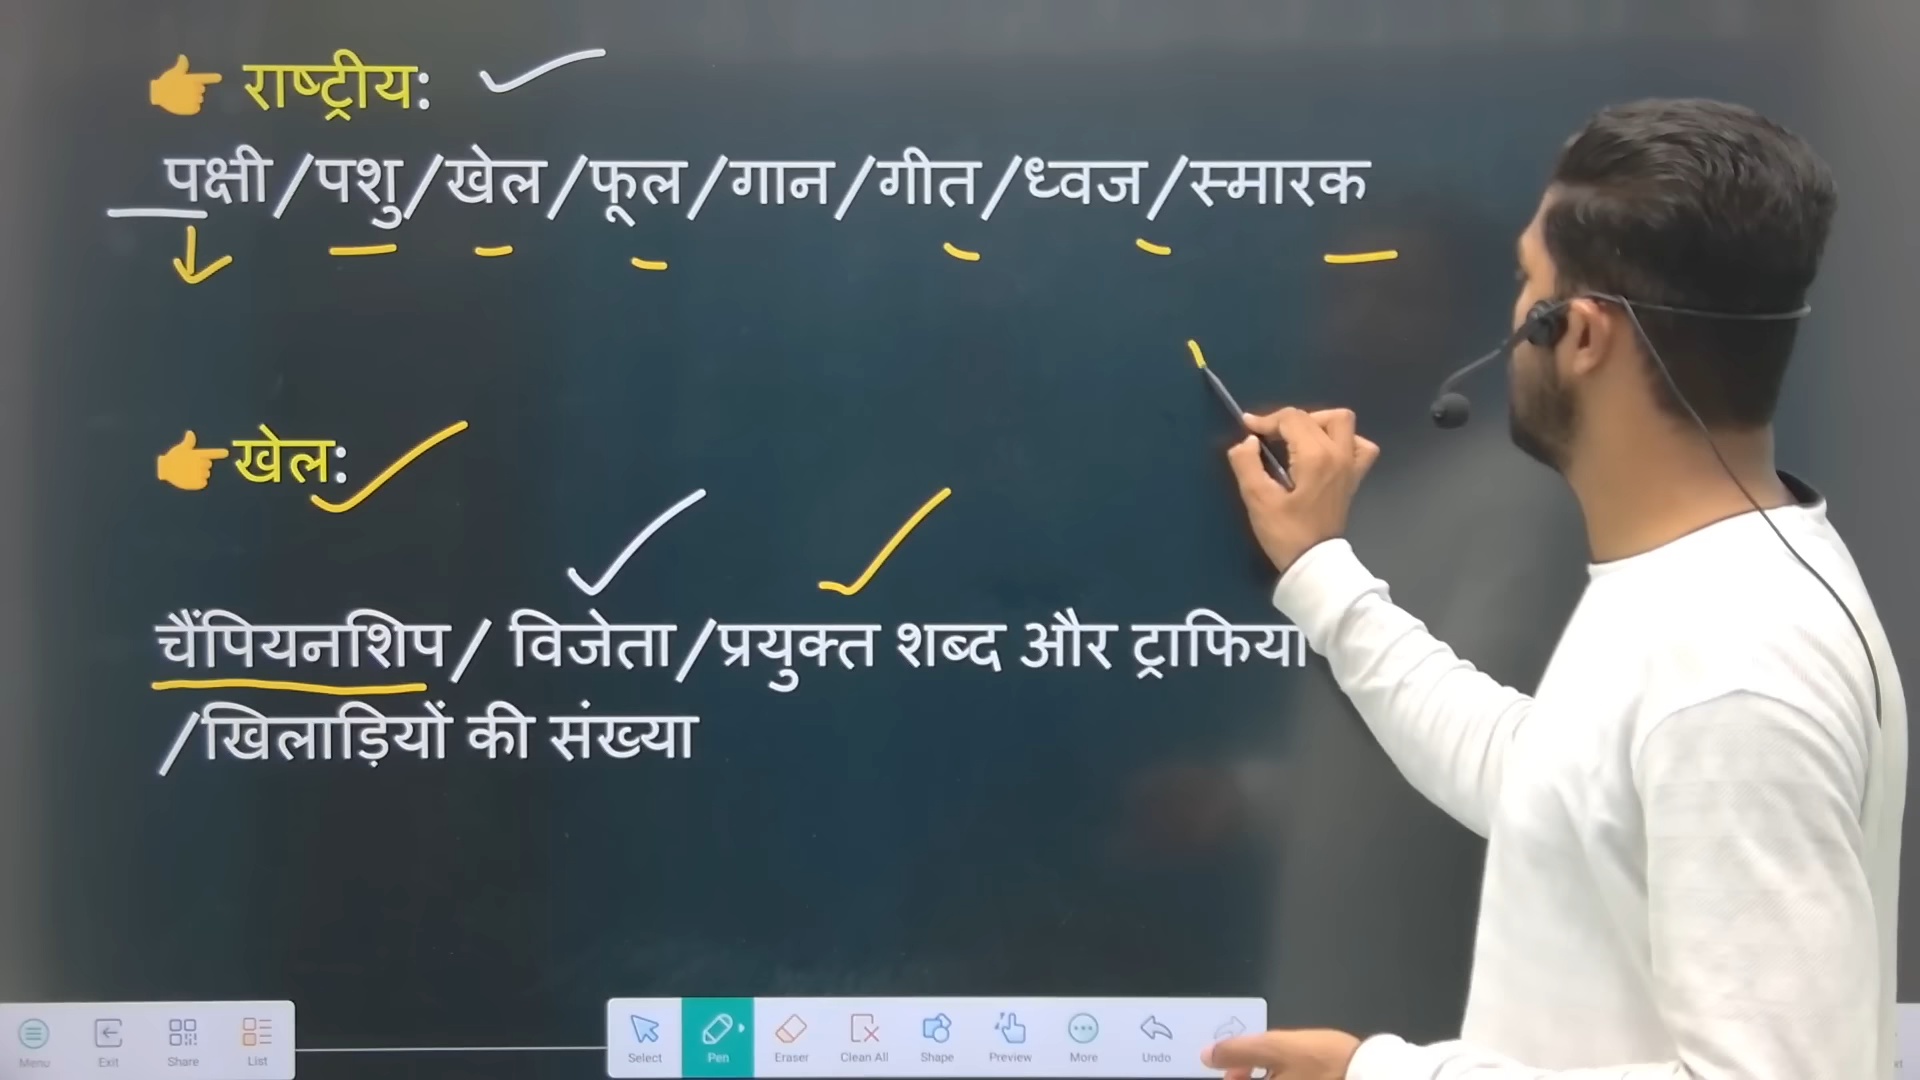 👉 राष्ट्रीय:
पक्षी/पशु/खेल/फूल/गान/गीत/ध्वज/स्मारक
👉खेल:
चैंपियनशिप/ विजेता/प्रयुक्त शब्द और ट्राफिया
/खिलाड़ियों की संख्या
Menu Exit Share List Select Pen Eraser Clean All Shape Preview More Undo